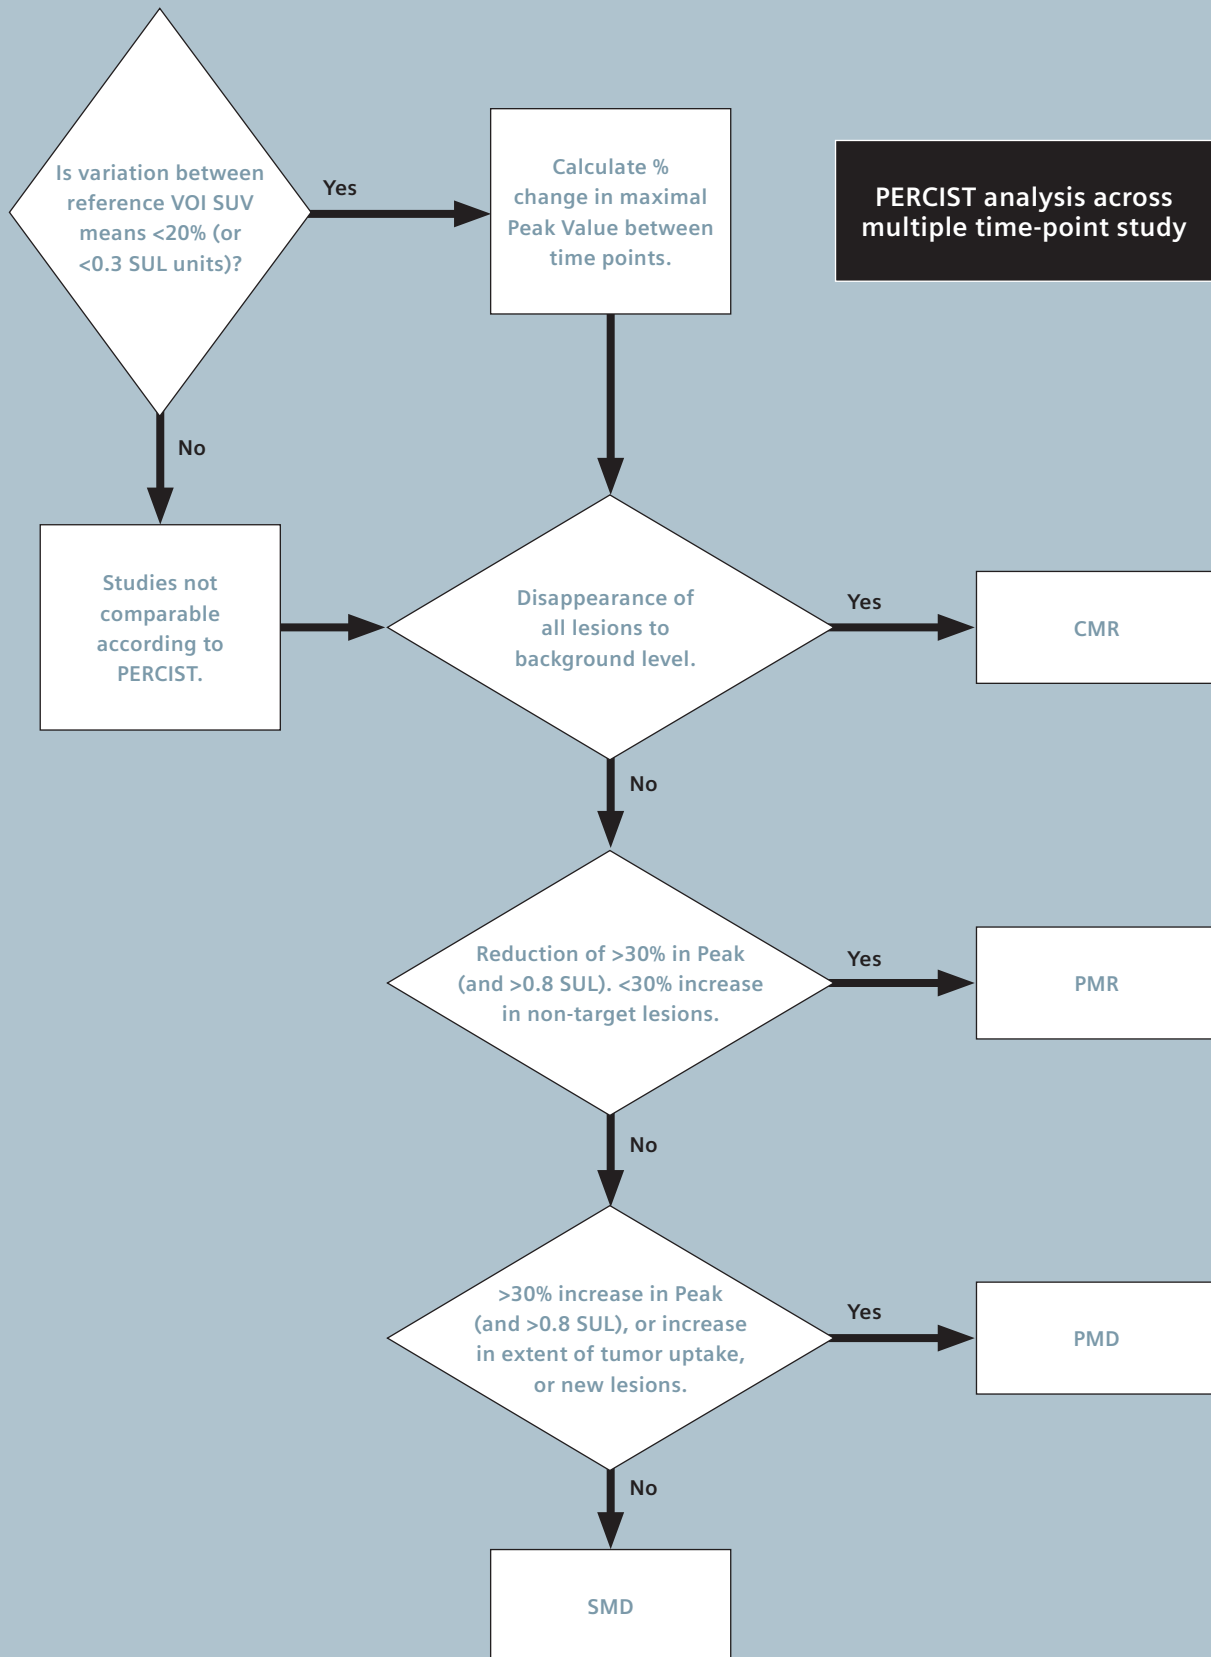 Is variation between
reference VOI SUV
means <20% (or
<0.3 SUL units)?
Yes
Calculate %
change in maximal
Peak Value between
time points.
PERCIST analysis across
multiple time-point study
No
Studies not
comparable
according to
PERCIST.
Disappearance of
all lesions to
background level.
Yes
CMR
No
Reduction of >30% in Peak
(and >0.8 SUL). <30% increase
in non-target lesions.
Yes
PMR
No
>30% increase in Peak
(and >0.8 SUL), or increase
in extent of tumor uptake,
or new lesions.
Yes
PMD
No
SMD